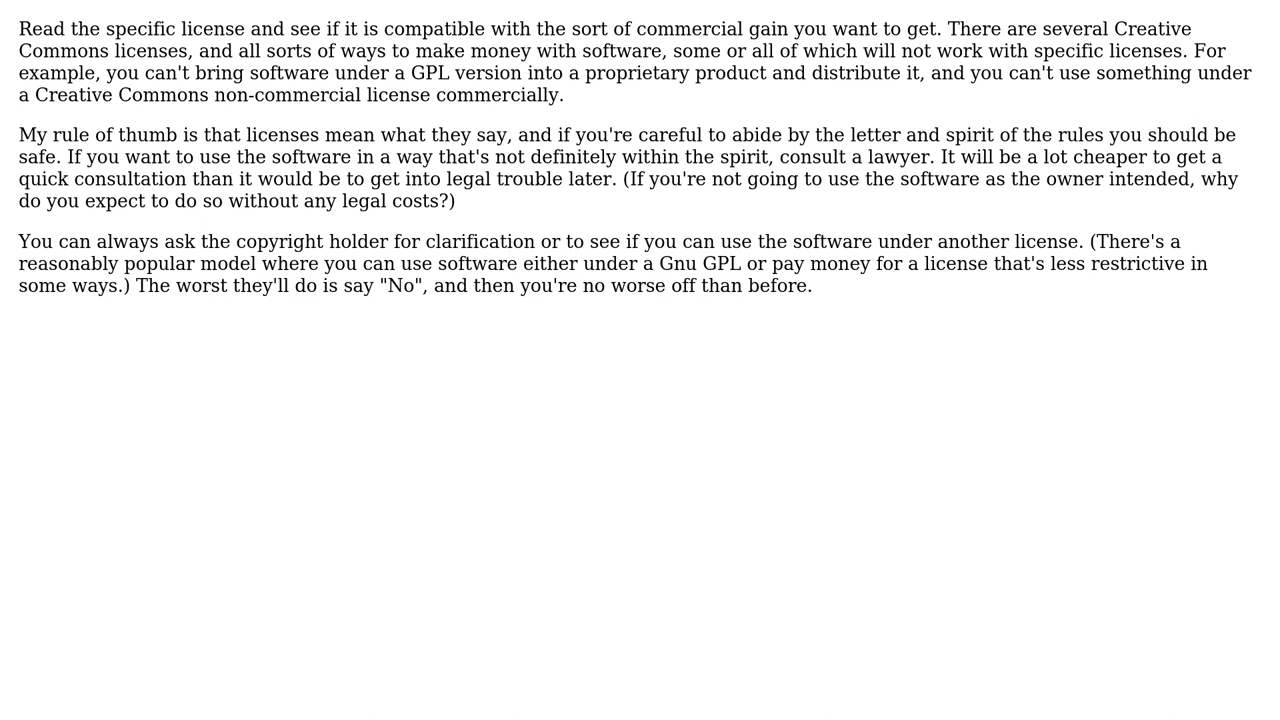 Read the specific license and see if it is compatible with the sort of commercial gain you want to get. There are several Creative
Commons licenses, and all sorts of ways to make money with software, some or all of which will not work with specific licenses. For
example, you can't bring software under a GPL version into a proprietary product and distribute it, and you can't use something under
a Creative Commons non-commercial license commercially.
My rule of thumb is that licenses mean what they say, and if you're careful to abide by the letter and spirit of the rules you should be
safe. If you want to use the software in a way that's not definitely within the spirit, consult a lawyer. It will be a lot cheaper to get a
quick consultation than it would be to get into legal trouble later. (If you're not going to use the software as the owner intended, why
do you expect to do so without any legal costs?)
You can always ask the copyright holder for clarification or to see if you can use the software under another license. (There's a
reasonably popular model where you can use software either under a Gnu GPL or pay money for a license that's less restrictive in
some ways.) The worst they'll do is say "No", and then you're no worse off than before.